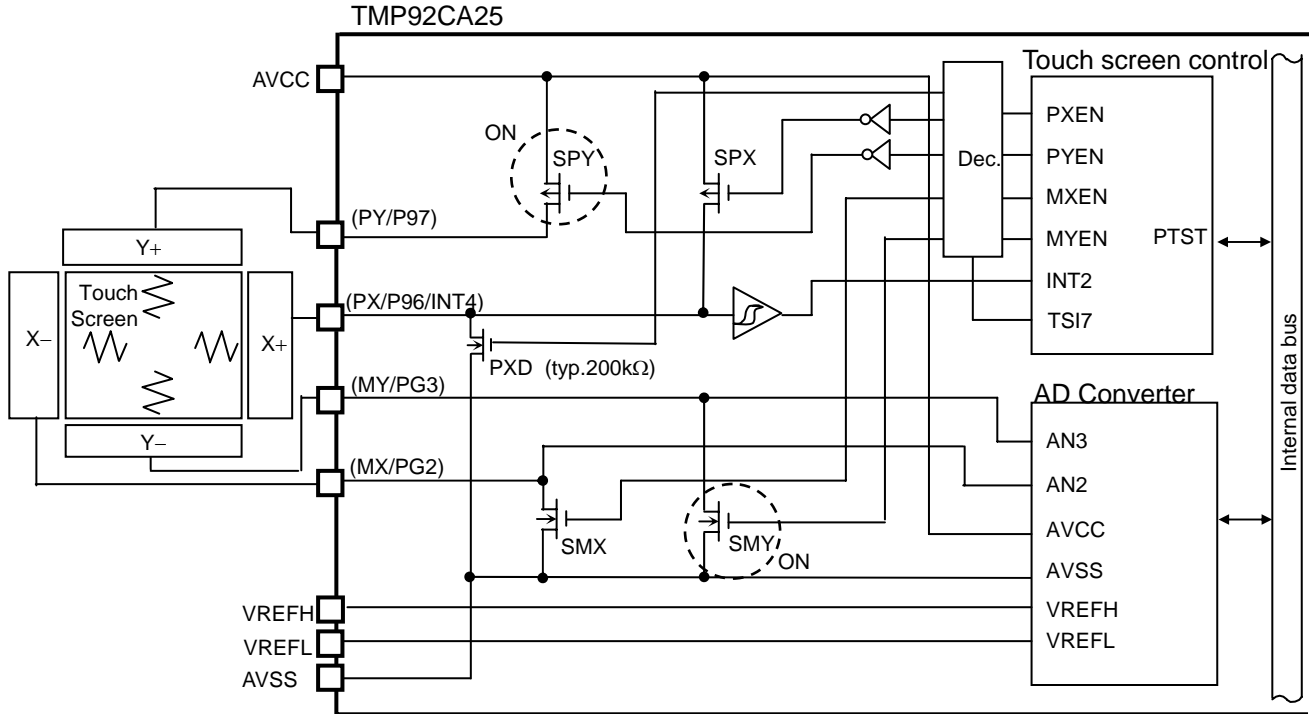 TMP92CA25
AVCC
Touch screen control
ON
SPY
SPX
Dec.
PXEN
PYEN
MXEN
MYEN
PTST
INT2
TSI7
(PY/P97)
Y+
(PX/P96/INT4)
Touch
Screen
X−
X+
PXD (typ.200kΩ)
(MY/PG3)
Y−
(MX/PG2)
AD Converter
AN3
AN2
AVCC
AVSS
VREFH
VREFL
SMX
SMY
ON
VREFH
VREFL
AVSS
Internal data bus